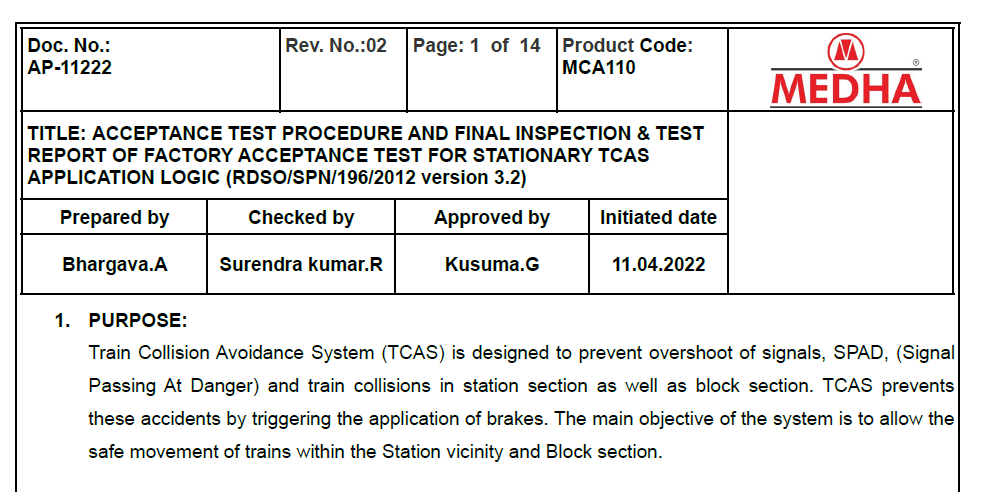 Doc. No.:
AP-11222
Rev. No.:02
Page: 1 of 14
Product Code:
MCA110
MEDHA
®
TITLE: ACCEPTANCE TEST PROCEDURE AND FINAL INSPECTION & TEST
REPORT OF FACTORY ACCEPTANCE TEST FOR STATIONARY TCAS
APPLICATION LOGIC (RDSO/SPN/196/2012 version 3.2)
Prepared by
Checked by
Approved by
Initiated date
Bhargava.A
Surendra kumar.R
Kusuma.G
11.04.2022
1. PURPOSE:
Train Collision Avoidance System (TCAS) is designed to prevent overshoot of signals, SPAD, (Signal
Passing At Danger) and train collisions in station section as well as block section. TCAS prevents
these accidents by triggering the application of brakes. The main objective of the system is to allow the
safe movement of trains within the Station vicinity and Block section.